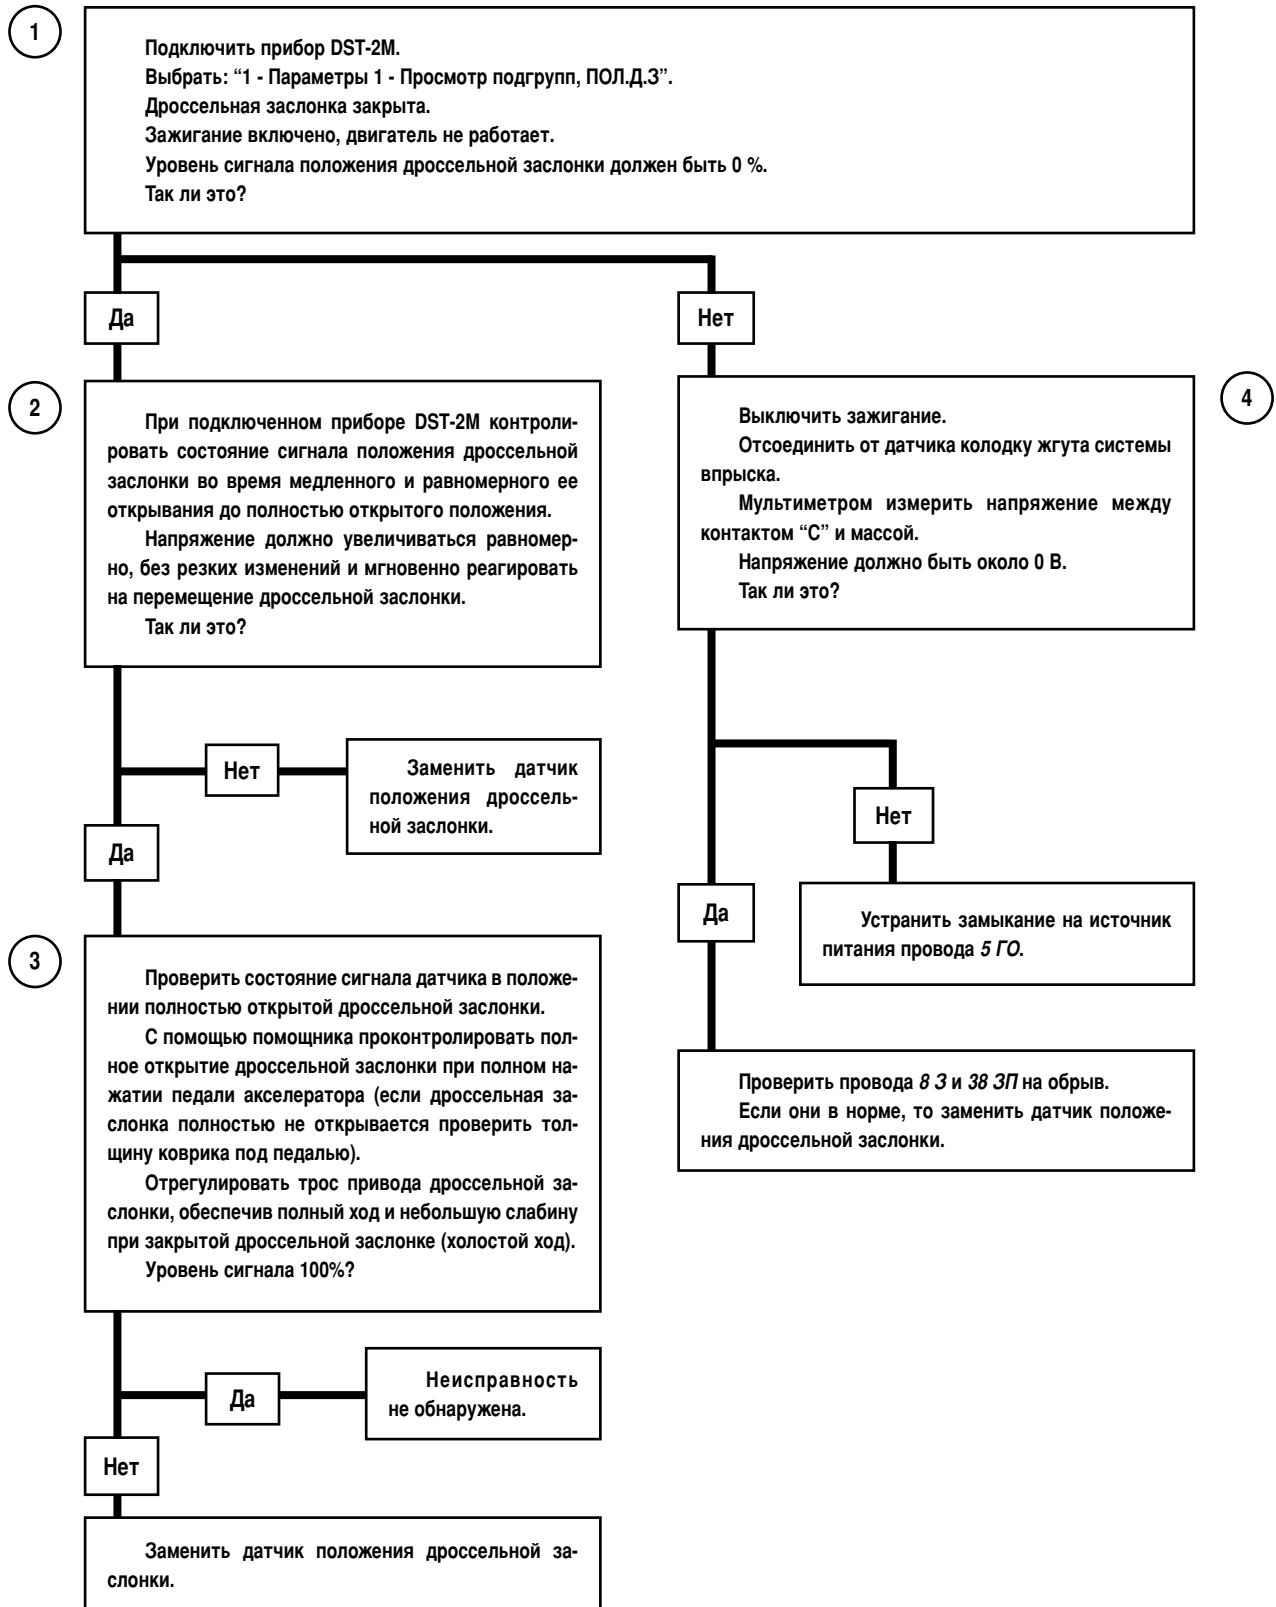 1
Подключить прибор DST-2M.
Выбрать: “1 - Параметры 1 - Просмотр подгрупп, ПОЛ.Д.З”.
Дроссельная заслонка закрыта.
Зажигание включено, двигатель не работает.
Уровень сигнала положения дроссельной заслонки должен быть 0 %.
Так ли это?
Да
Нет
2
При подключенном приборе DST-2M контроли-
ровать состояние сигнала положения дроссельной
заслонки во время медленного и равномерного ее
открывания до полностью открытого положения.
Напряжение должно увеличиваться равномер-
но, без резких изменений и мгновенно реагировать
на перемещение дроссельной заслонки.
Так ли это?
4
Выключить зажигание.
Отсоединить от датчика колодку жгута системы
впрыска.
Мультиметром измерить напряжение между
контактом “С” и массой.
Напряжение должно быть около 0 В.
Так ли это?
Нет
Заменить датчик
положения дроссель-
ной заслонки.
Да
Нет
Устранить замыкание на источник
питания провода 5 ГО.
Да
Проверить провода 8 З и 38 ЗП на обрыв.
Если они в норме, то заменить датчик положе-
ния дроссельной заслонки.
3
Проверить состояние сигнала датчика в положе-
нии полностью открытой дроссельной заслонки.
С помощью помощника проконтролировать пол-
ное открытие дроссельной заслонки при полном на-
жатии педали акселератора (если дроссельная за-
слонка полностью не открывается проверить тол-
щину коврика под педалью).
Отрегулировать трос привода дроссельной за-
слонки, обеспечив полный ход и небольшую слабину
при закрытой дроссельной заслонке (холостой ход).
Уровень сигнала 100%?
Да
Неисправность
не обнаружена.
Нет
Заменить датчик положения дроссельной за-
слонки.